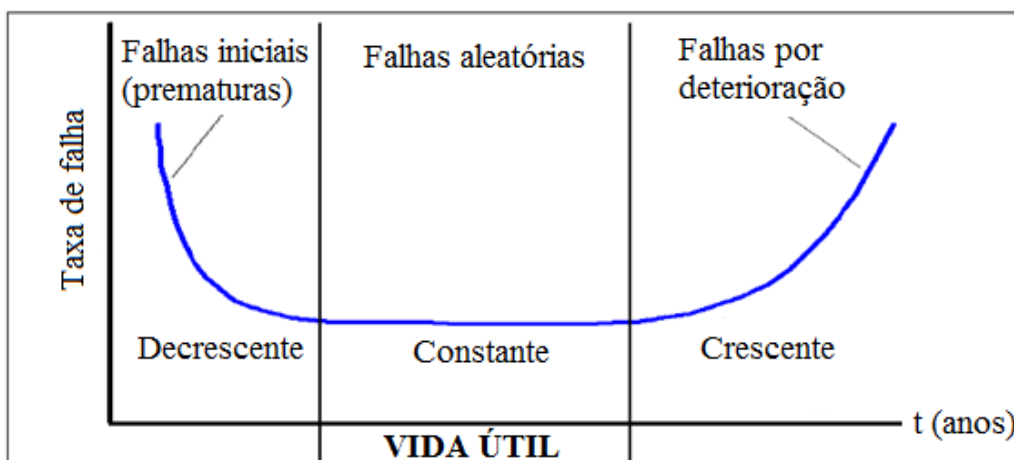 Falhas iniciais
(prematuras)
Falhas aleatórias
Falhas por
deterioração
Taxa de falha
Decrescente
Constante
Crescente
t (anos)
VIDA ÚTIL